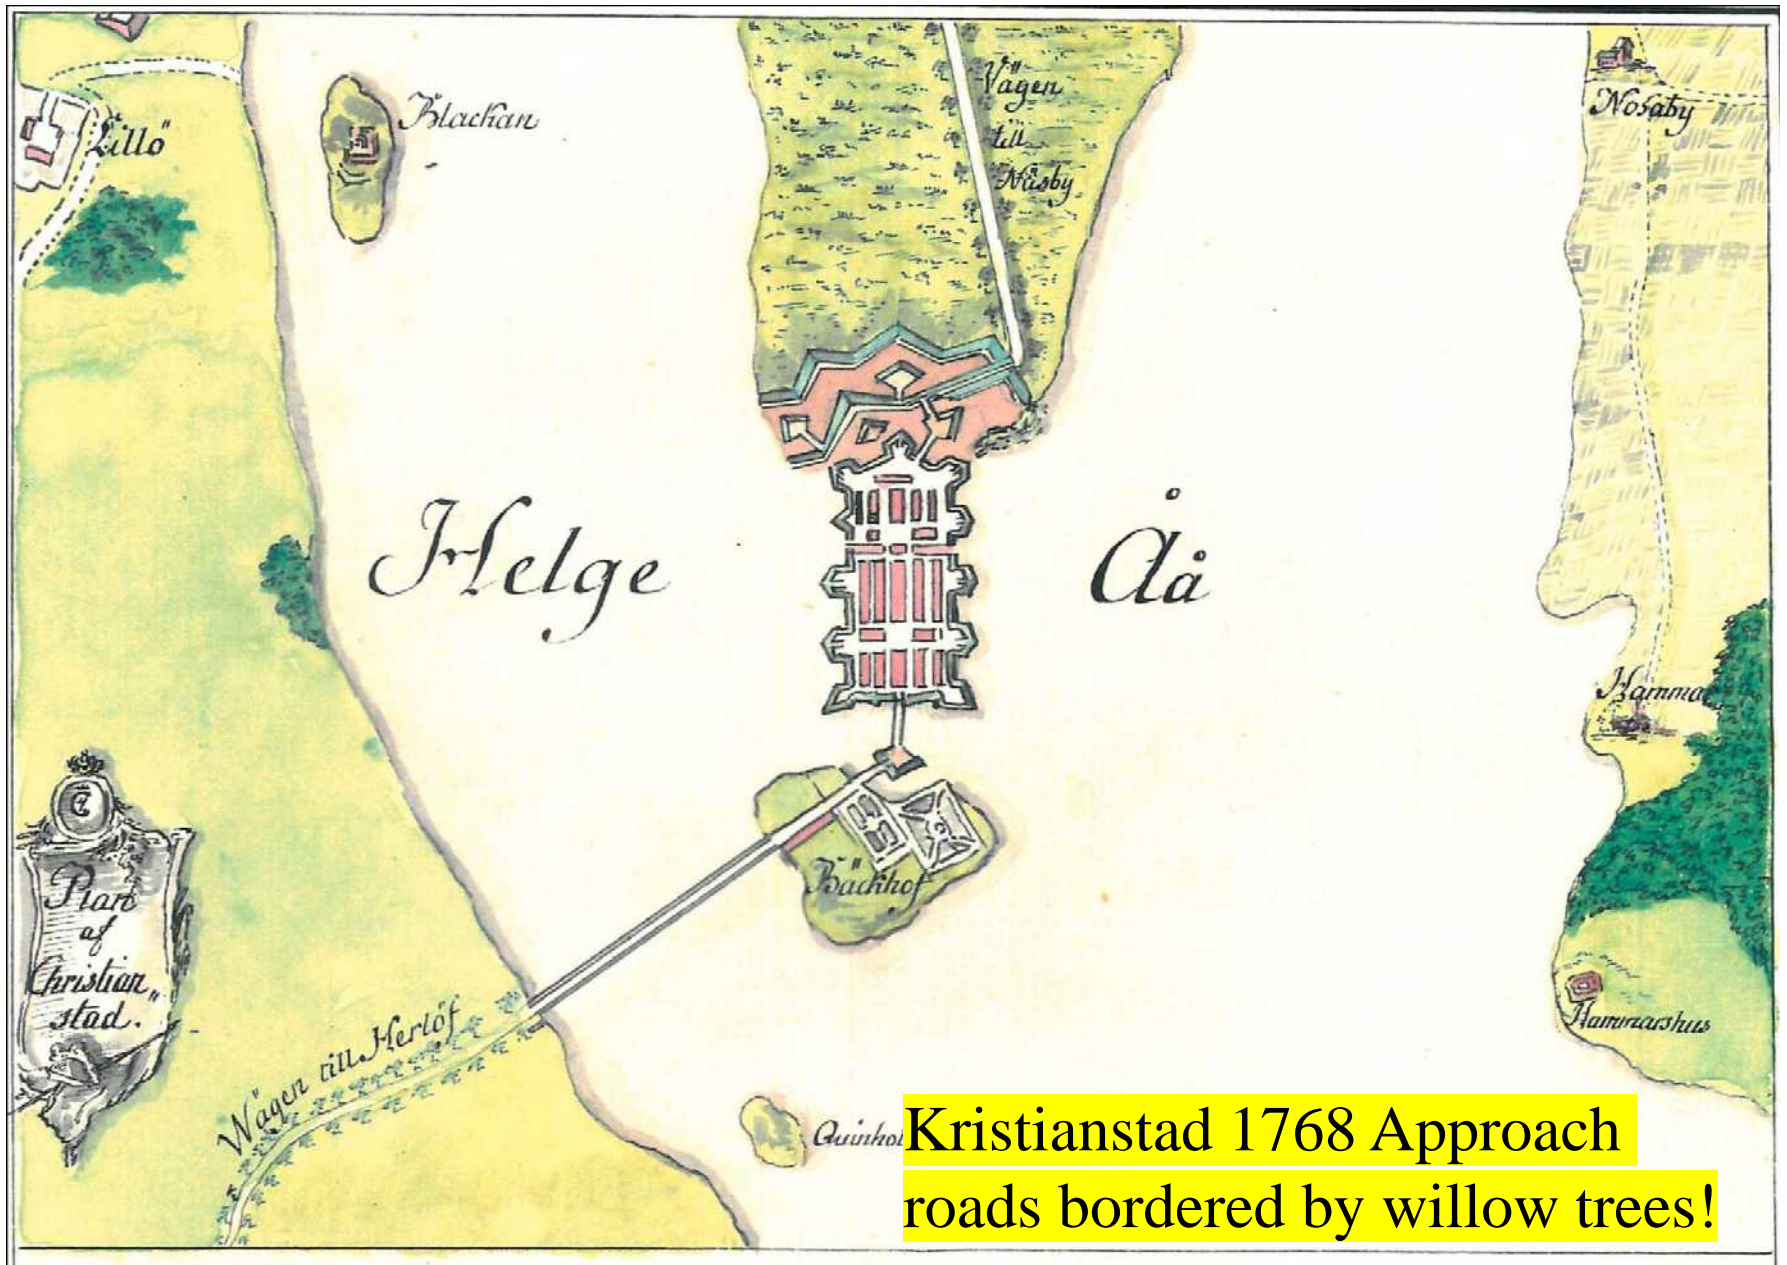 Vägen
till
Näsby
Nosaby
Blackan
Lillö
Helge Åå
Hammar
Bäckhof
Plan
af
Christian„
stad.
Wägen till Herlöf
Hammarshus
Kristianstad 1768 Approach
roads bordered by willow trees!